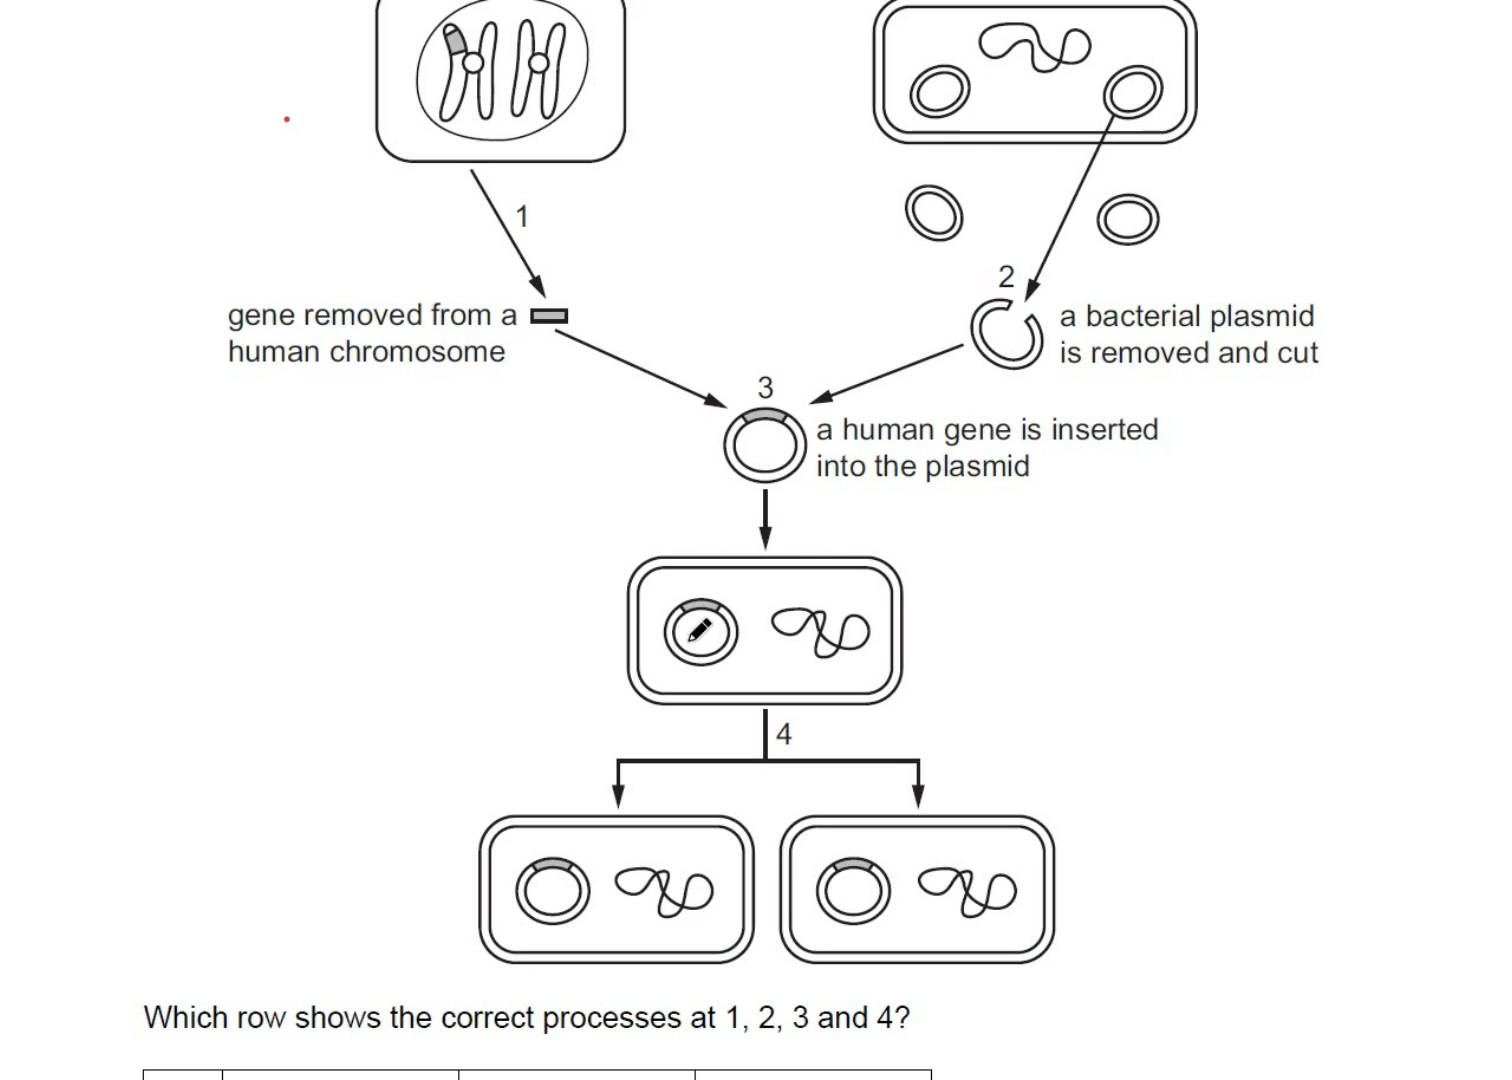 1
2
gene removed from a
human chromosome
a bacterial plasmid
is removed and cut
3
a human gene is inserted
into the plasmid
4
Which row shows the correct processes at 1, 2, 3 and 4?